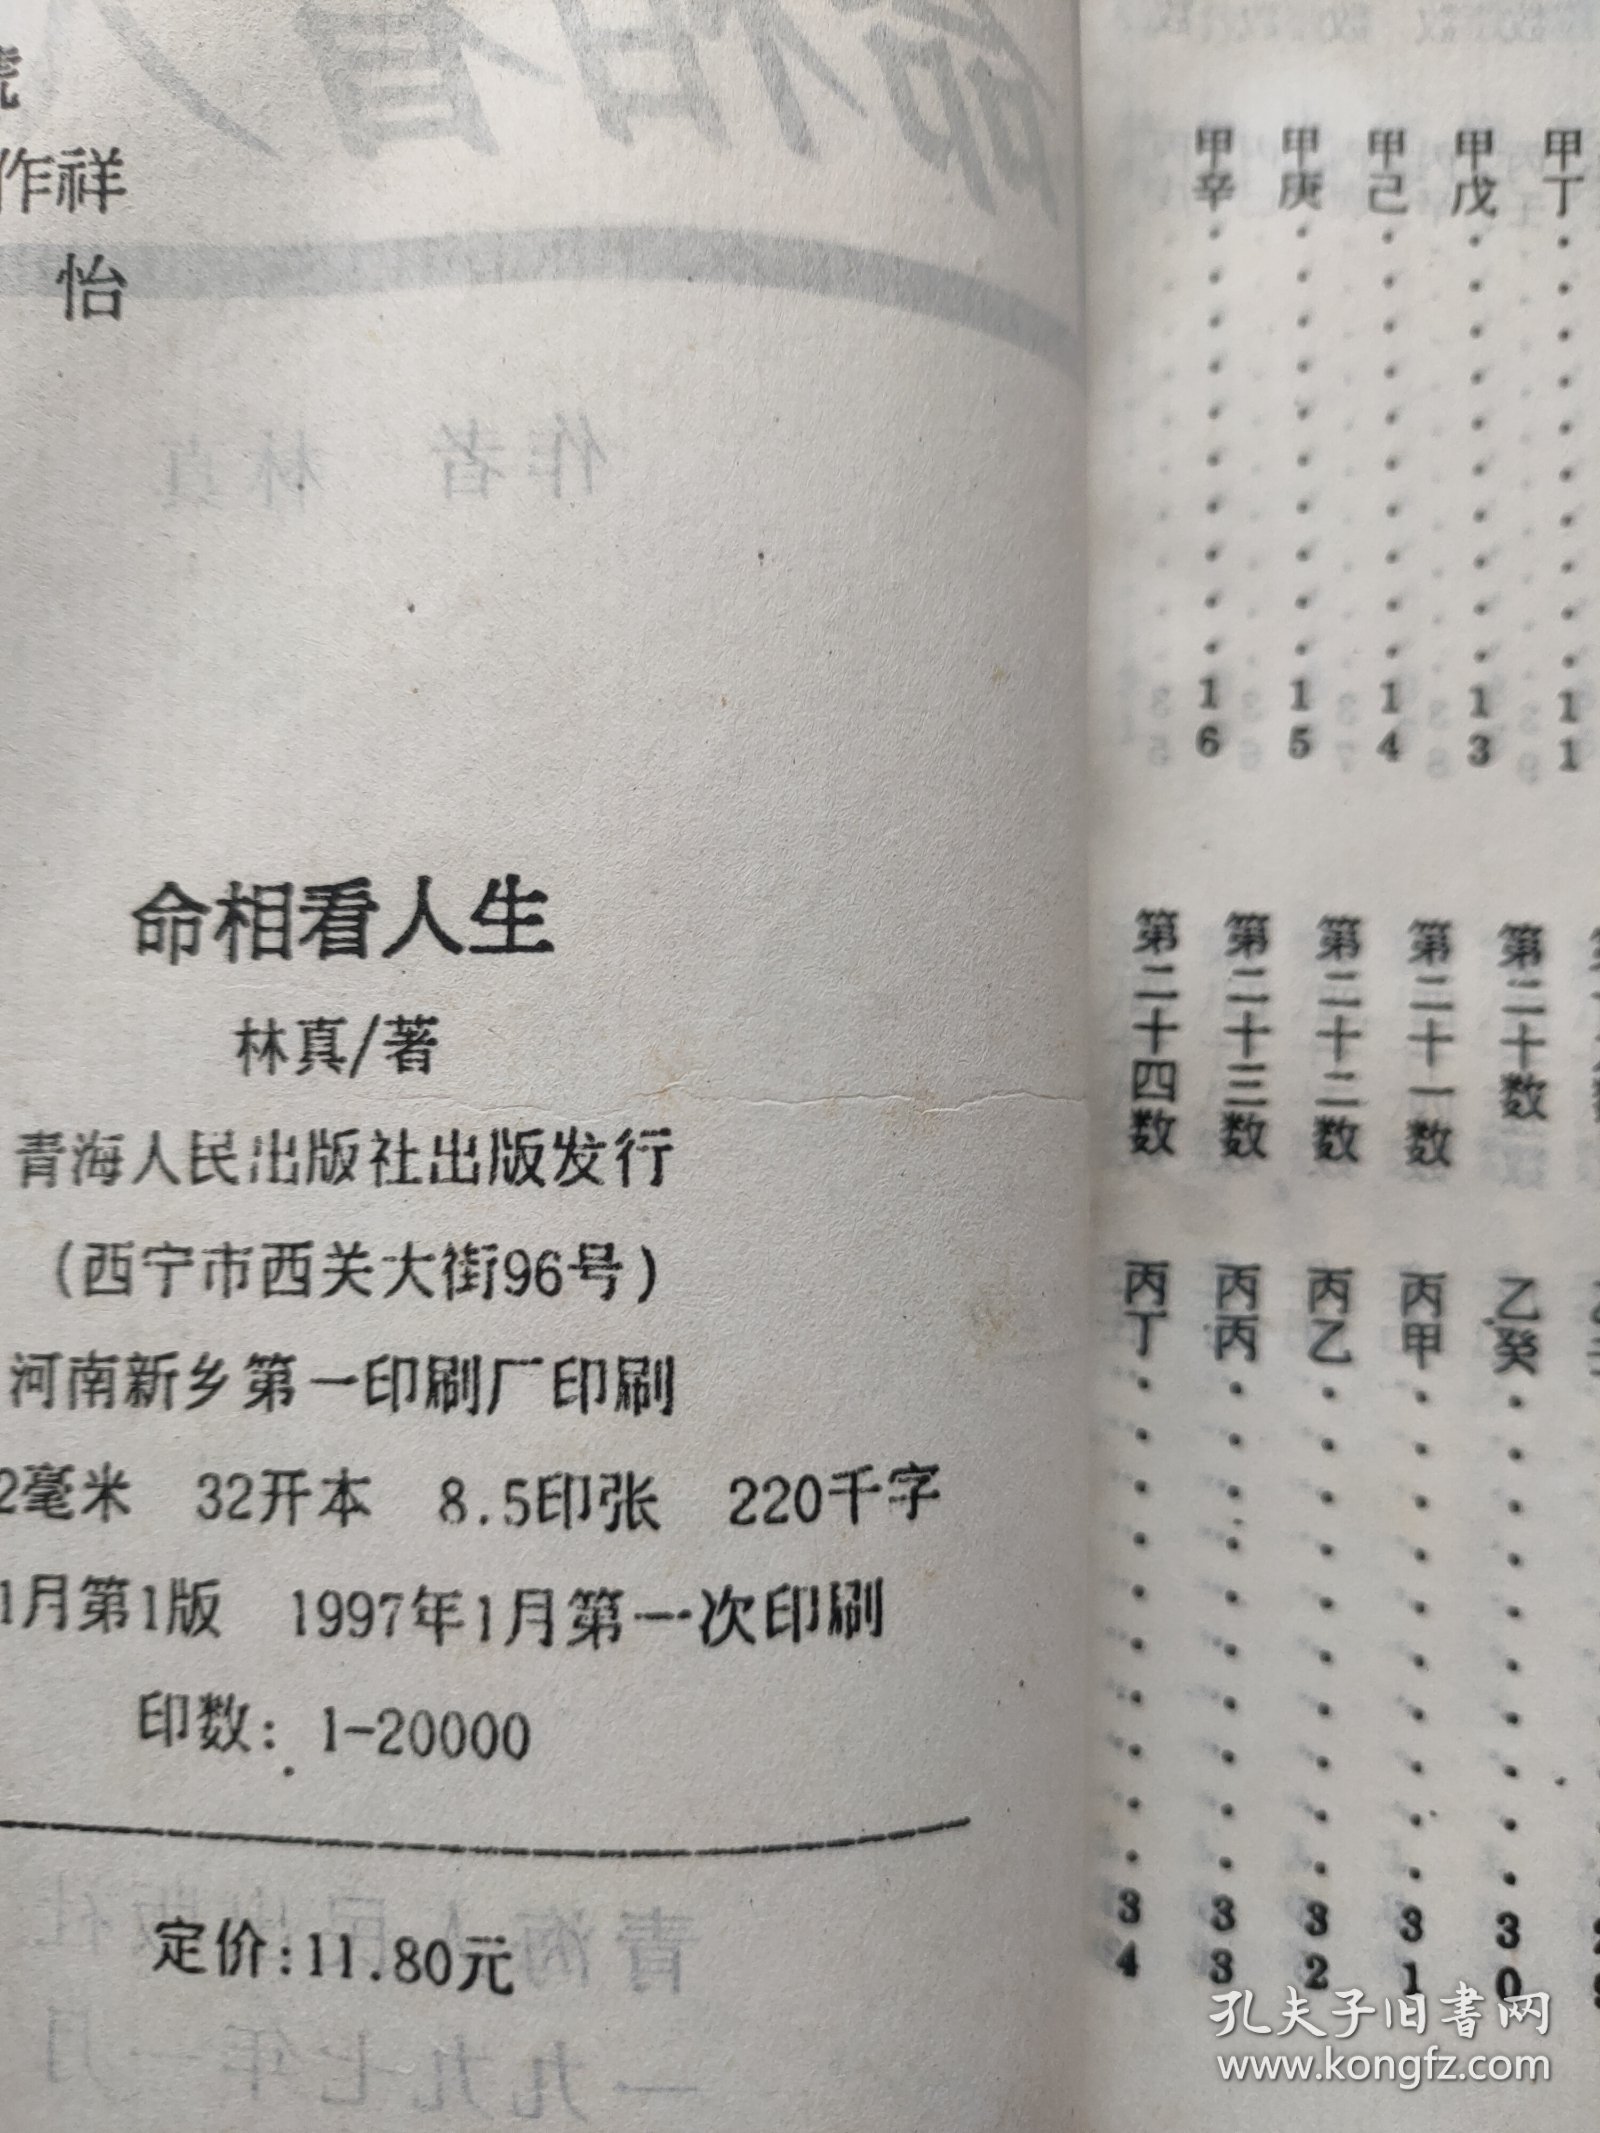 作祥
怡
命相看人生
林真/著
青海人民出版社出版发行
(西宁市西关大街96号)
河南新乡第一印刷厂印刷
2毫米 32开本 8.5印张 220千字
1月第1版 1997年1月第一次印刷
印数: 1-20000
定价:11.80元
甲丁··········11
甲戊··········13
甲己··········14
甲庚··········15
甲辛··········16
第二十数 乙癸··········30
第二十一数 丙甲··········31
第二十二数 丙乙··········32
第二十三数 丙丙··········33
第二十四数 丙丁··········34
孔夫子旧书网
www.kongfz.com